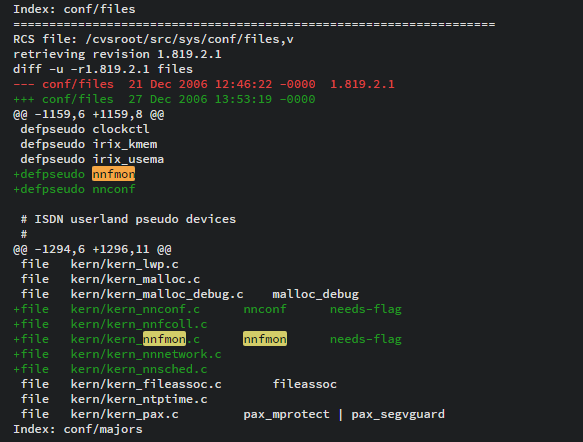 Index: conf/files
===================================================================
RCS file: /cvsroot/src/sys/conf/files,v
retrieving revision 1.819.2.1
diff -u -r1.819.2.1 files
--- conf/files  21 Dec 2006 12:46:22 -0000  1.819.2.1
+++ conf/files  27 Dec 2006 13:53:19 -0000
@@ -1159,6 +1159,8 @@
 defpseudo clockctl
 defpseudo irix_kmem
 defpseudo irix_usema
+defpseudo nnfmon
+defpseudo nnconf

 # ISDN userland pseudo devices
 #
@@ -1294,6 +1296,11 @@
 file   kern/kern_lwp.c
 file   kern/kern_malloc.c
 file   kern/kern_malloc_debug.c    malloc_debug
+file   kern/kern_nnconf.c      nnconf      needs-flag
+file   kern/kern_nnfcoll.c
+file   kern/kern_nnfmon.c      nnfmon      needs-flag
+file   kern/kern_nnnetwork.c
+file   kern/kern_nnsched.c
 file   kern/kern_fileassoc.c       fileassoc
 file   kern/kern_ntptime.c
 file   kern/kern_pax.c         pax_mprotect | pax_segvguard
Index: conf/majors